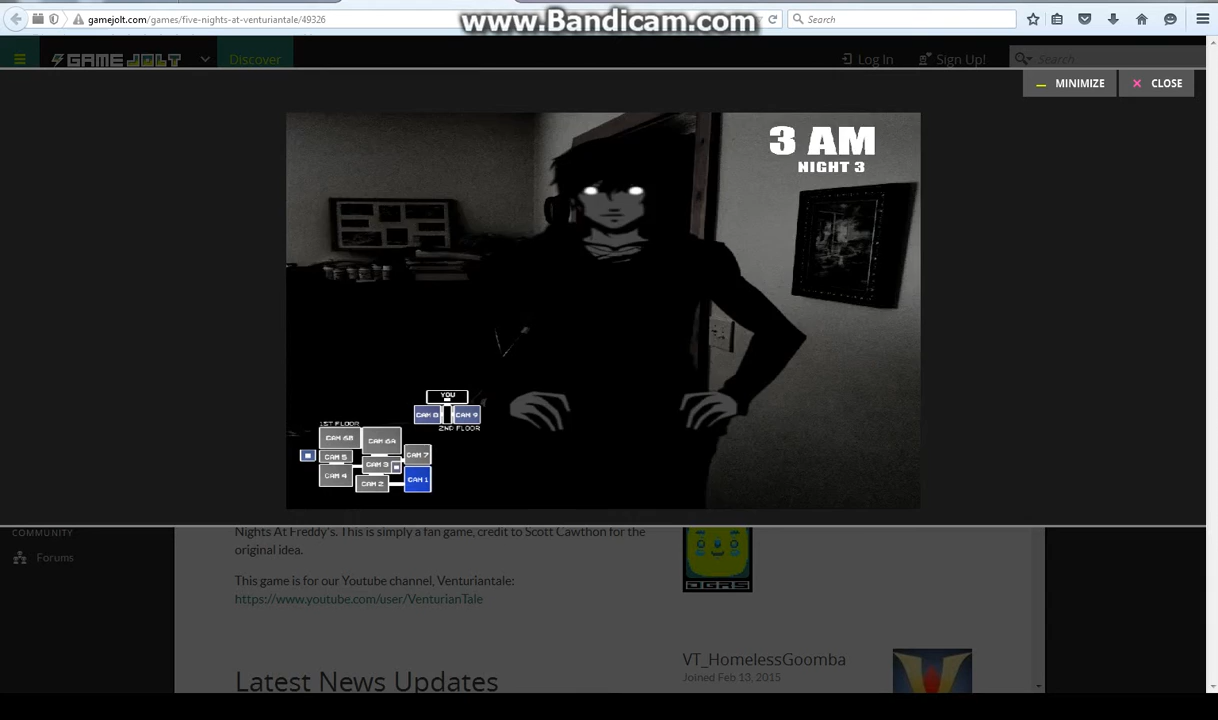 www.Bandicam.com
gamejolt.com/games/five-nights-at-venturiantale/49326
Search
GAME JOLT
Discover
Log In
Sign Up!
Search...
MINIMIZE
CLOSE
3 AM
NIGHT 3
YOU
CAM 8
CAM 9
2ND FLOOR
1ST FLOOR
CAM 6B
CAM 6A
CAM 5
CAM 3
CAM 7
CAM 4
CAM 2
CAM 1
COMMUNITY
Forums
Nights At Freddy's. This is simply a fan game, credit to Scott Cawthon for the
original idea.
This game is for our Youtube channel, Venturiantale:
https://www.youtube.com/user/VenturianTale
Latest News Updates
VT_HomelessGoomba
Joined Feb 13, 2015